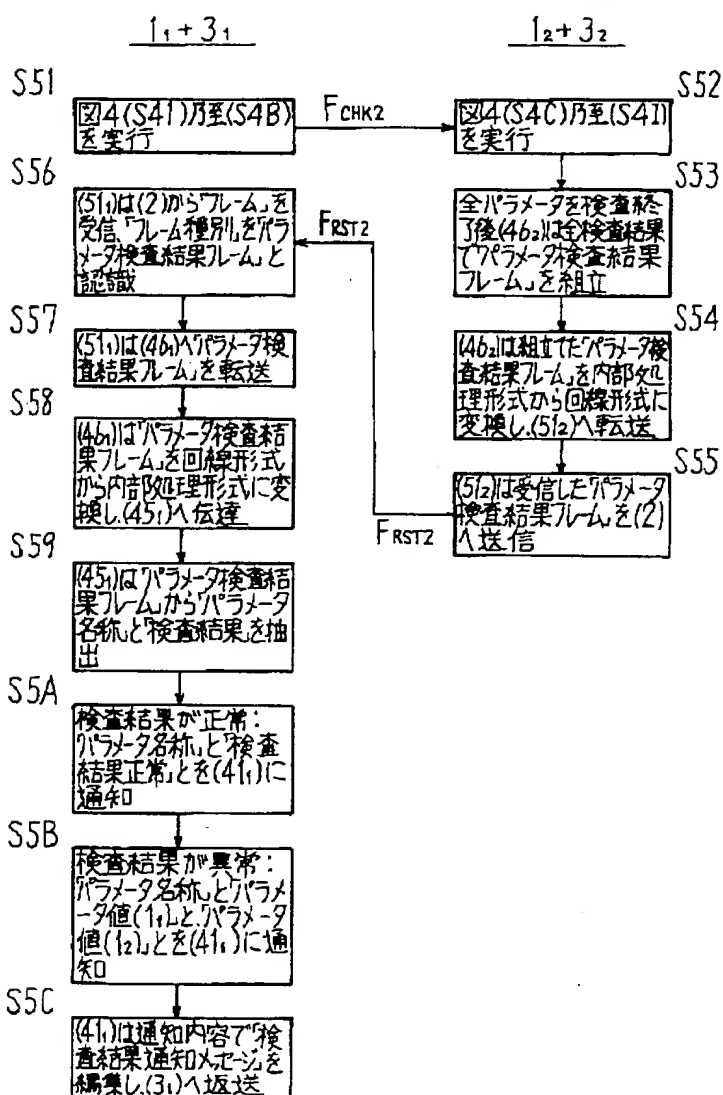 1₁+3₁
1₂+3₂
S51
図4(S41)乃至(S4B)
を実行
FCHK2
S52
図4(S4C)乃至(S4I)
を実行
S53
全パラメータを検査終
了後(46₂)は全検査結果
で「パラメータ検査結果
フレーム」を組立
S54
(46₂)は組立てた「パラメータ検
査結果フレーム」を内部処
理形式から回線形式に
変換し、(51₂)へ転送
S55
(51₂)は受信した「パラメータ
検査結果フレーム」を(2)
へ送信
FRST2
FRST2
S56
(51₁)は(2)から「フレーム」を
受信、「フレーム種別」を「パラ
メータ検査結果フレーム」と
認識
S57
(51₁)は(46₁)へ「パラメータ検
査結果フレーム」を転送
S58
(46₁)は「パラメータ検査結
果フレーム」を回線形式
から内部処理形式に変
換し、(45₁)へ伝達
S59
(45₁)は「パラメータ検査結
果フレーム」から「パラメータ
名称」と「検査結果」を抽
出
S5A
検査結果が正常：
「パラメータ名称」と「検査
結果正常」とを(41₁)に
通知
S5B
検査結果が異常：
「パラメータ名称」と「パラメ
ータ値(1₁)」と、「パラメータ
値(1₂)」とを(41₁)に通
知
S5C
(41₁)は通知内容で「検
査結果通知メッセージ」を
編集し、(3₁)へ返送